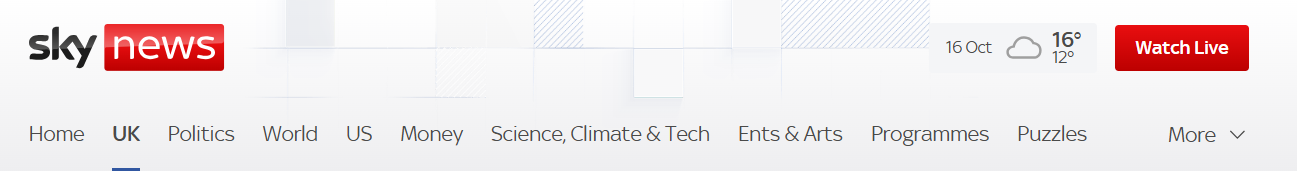 sky news
16 Oct 16° 12° Watch Live
Home UK Politics World US Money Science, Climate & Tech Ents & Arts Programmes Puzzles More